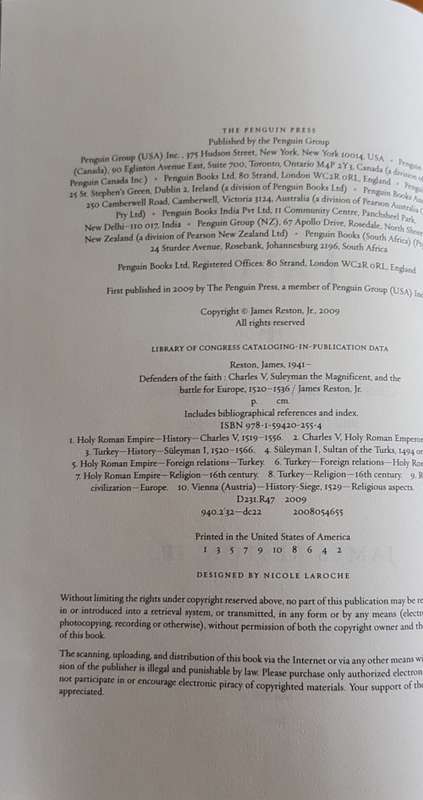 THE PENGUIN PRESS
Published by the Penguin Group
Penguin Group (USA) Inc., 375 Hudson Street, New York, New York 10014, USA • Penguin
(Canada), 90 Eglinton Avenue East, Suite 700, Toronto, Ontario M4P 2Y3, Canada (a division of
Penguin Canada Inc) • Penguin Books Ltd, 80 Strand, London WC2R 0RL, England •
25 St. Stephen's Green, Dublin 2, Ireland (a division of Penguin Books Ltd) • Penguin Books
250 Camberwell Road, Camberwell, Victoria 3124, Australia (a division of Pearson Australia
Pty Ltd) • Penguin Books India Pvt Ltd, 11 Community Centre, Panchsheel Park,
New Delhi–110 017, India • Penguin Group (NZ), 67 Apollo Drive, Rosedale, North Shore
New Zealand (a division of Pearson New Zealand Ltd) • Penguin Books (South Africa)
24 Sturdee Avenue, Rosebank, Johannesburg 2196, South Africa
Penguin Books Ltd, Registered Offices: 80 Strand, London WC2R 0RL, England
First published in 2009 by The Penguin Press, a member of Penguin Group (USA) Inc
Copyright © James Reston, Jr., 2009
All rights reserved
LIBRARY OF CONGRESS CATALOGING-IN-PUBLICATION DATA
Reston, James, 1941–
Defenders of the faith : Charles V, Suleyman the Magnificent, and the
battle for Europe, 1520–1536 / James Reston, Jr.
p. cm.
Includes bibliographical references and index.
ISBN 978-1-59420-255-4
1. Holy Roman Empire—History—Charles V, 1519–1556. 2. Charles V, Holy Roman Empero
3. Turkey—History—Süleyman I, 1520–1566. 4. Süleyman I, Sultan of the Turks, 1494 or
5. Holy Roman Empire—Foreign relations—Turkey. 6. Turkey—Foreign relations—Holy Ro
7. Holy Roman Empire—Religion—16th century. 8. Turkey—Religion—16th century. 9.
civilization—Europe. 10. Vienna (Austria)—History–Siege, 1529—Religious aspects.
D231.R47 2009
940.2'32—dc22 2008054655
Printed in the United States of America
1 3 5 7 9 10 8 6 4 2
DESIGNED BY NICOLE LAROCHE
Without limiting the rights under copyright reserved above, no part of this publication may be re
in or introduced into a retrieval system, or transmitted, in any form or by any means (electr
photocopying, recording or otherwise), without permission of both the copyright owner and th
of this book.
The scanning, uploading, and distribution of this book via the Internet or via any other means wi
sion of the publisher is illegal and punishable by law. Please purchase only authorized electron
not participate in or encourage electronic piracy of copyrighted materials. Your support of the
appreciated.